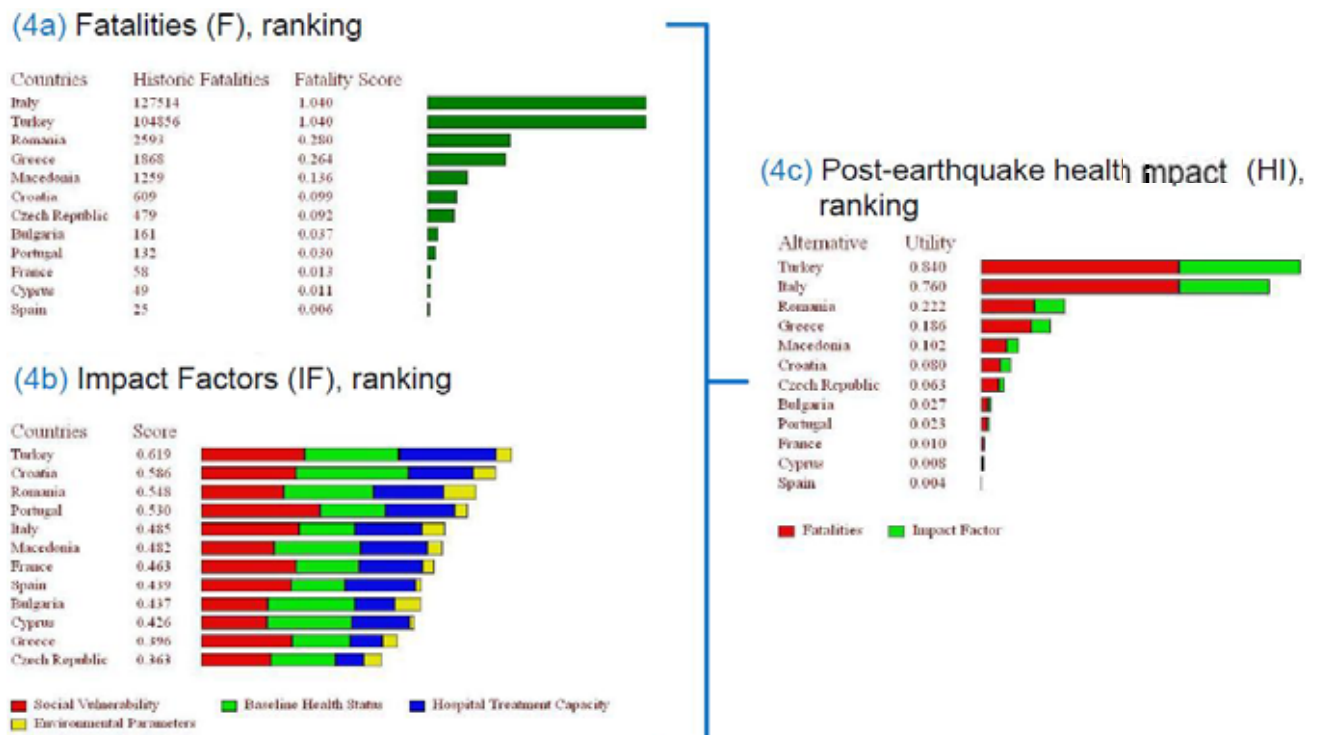 (4a) Fatalities (F), ranking
Countries Historic Fatalities Fatality Score
Italy 127514 1.040
Turkey 104856 1.040
Romania 2593 0.280
Greece 1868 0.264
Macedonia 1259 0.136
Croatia 609 0.099
Czech Republic 479 0.092
Bulgaria 161 0.037
Portugal 132 0.030
France 58 0.013
Cyprus 49 0.011
Spain 25 0.006
(4b) Impact Factors (IF), ranking
Countries Score
Turkey 0.619
Croatia 0.586
Romania 0.548
Portugal 0.530
Italy 0.485
Macedonia 0.482
France 0.463
Spain 0.439
Bulgaria 0.437
Cyprus 0.426
Greece 0.396
Czech Republic 0.363
Social Vulnerability Baseline Health Status Hospital Treatment Capacity
Environmental Parameters
(4c) Post-earthquake health impact (HI),
ranking
Alternative Utility
Turkey 0.840
Italy 0.760
Romania 0.222
Greece 0.186
Macedonia 0.102
Croatia 0.080
Czech Republic 0.063
Bulgaria 0.027
Portugal 0.023
France 0.010
Cyprus 0.008
Spain 0.004
Fatalities Impact Factor